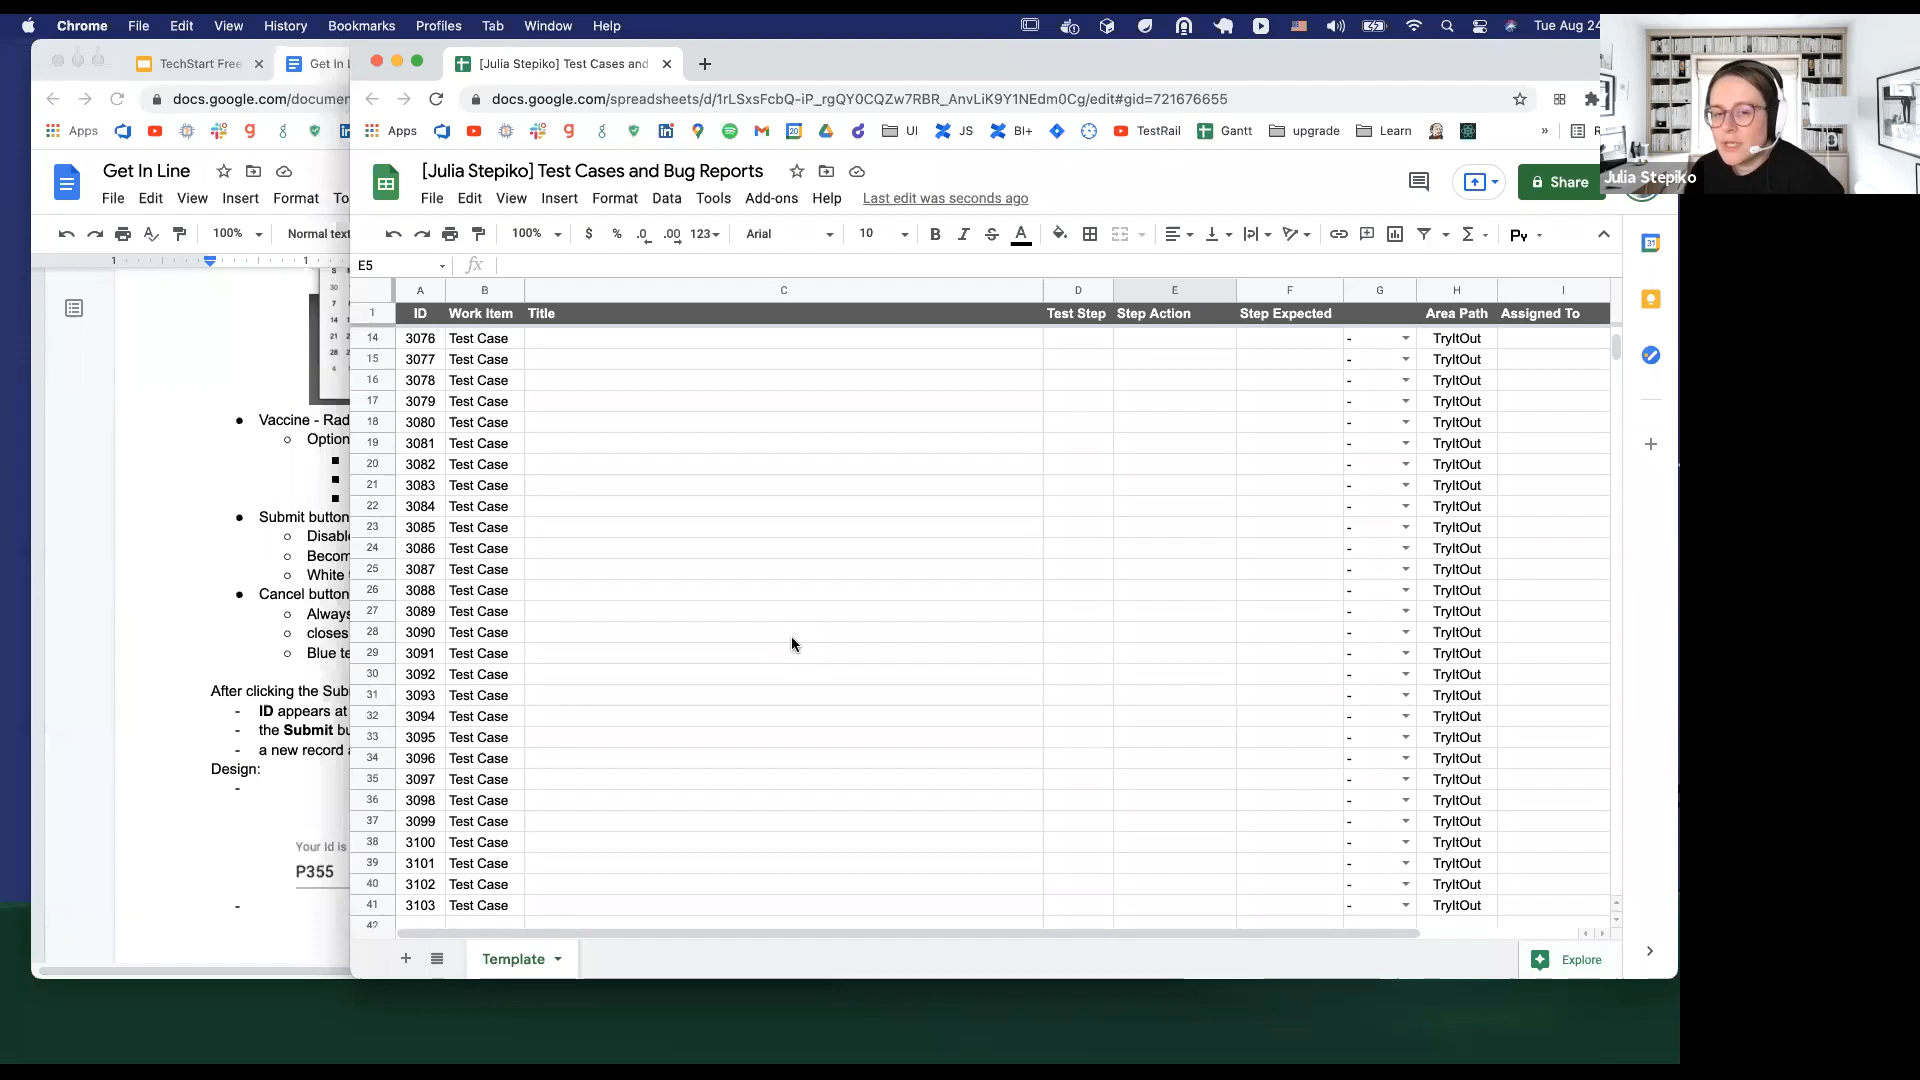 Chrome File Edit View History Bookmarks Profiles Tab Window Help
Tue Aug 24
TechStart Free
Get In L
[Julia Stepiko] Test Cases and
docs.google.com/documen
docs.google.com/spreadsheets/d/1rLSxsFcbQ-iP_rgQY0CQZw7RBR_AnvLiK9Y1NEdm0Cg/edit#gid=721676655
Apps
Apps UI JS BI+ TestRail Gantt upgrade Learn » R
Get In Line
File Edit View Insert Format To
100% Normal text
1 1
Vaccine - Rad
Option
Submit button
Disable
Becom
White
Cancel button
Always
closes
Blue te
After clicking the Sub
- ID appears at
- the Submit bu
- a new record a
Design:
-
Your Id is
P355
-
[Julia Stepiko] Test Cases and Bug Reports
Share
Julia Stepiko
File Edit View Insert Format Data Tools Add-ons Help Last edit was seconds ago
100% $ % .0 .00 123 Arial 10 B I S A
E5 fx
A B C D E F G H I
1 ID Work Item Title Test Step Step Action Step Expected Area Path Assigned To
14 3076 Test Case - TryItOut
15 3077 Test Case - TryItOut
16 3078 Test Case - TryItOut
17 3079 Test Case - TryItOut
18 3080 Test Case - TryItOut
19 3081 Test Case - TryItOut
20 3082 Test Case - TryItOut
21 3083 Test Case - TryItOut
22 3084 Test Case - TryItOut
23 3085 Test Case - TryItOut
24 3086 Test Case - TryItOut
25 3087 Test Case - TryItOut
26 3088 Test Case - TryItOut
27 3089 Test Case - TryItOut
28 3090 Test Case - TryItOut
29 3091 Test Case - TryItOut
30 3092 Test Case - TryItOut
31 3093 Test Case - TryItOut
32 3094 Test Case - TryItOut
33 3095 Test Case - TryItOut
34 3096 Test Case - TryItOut
35 3097 Test Case - TryItOut
36 3098 Test Case - TryItOut
37 3099 Test Case - TryItOut
38 3100 Test Case - TryItOut
39 3101 Test Case - TryItOut
40 3102 Test Case - TryItOut
41 3103 Test Case - TryItOut
42
Template
Explore